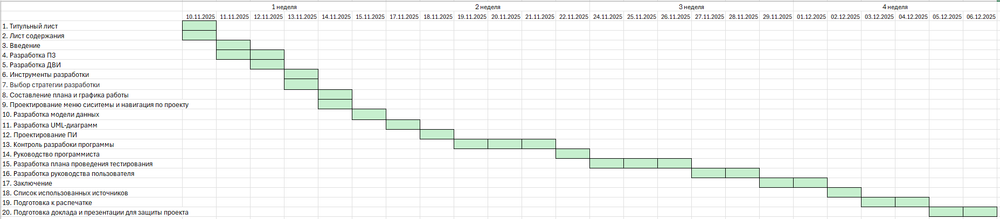 1 неделя 2 неделя 3 неделя 4 неделя
10.11.2025 11.11.2025 12.11.2025 13.11.2025 14.11.2025 15.11.2025 17.11.2025 18.11.2025 19.11.2025 20.11.2025 21.11.2025 22.11.2025 24.11.2025 25.11.2025 26.11.2025 27.11.2025 28.11.2025 29.11.2025 01.12.2025 02.12.2025 03.12.2025 04.12.2025 05.12.2025 06.12.2025
1. Титульный лист
2. Лист содержания
3. Введение
4. Разработка ПЗ
5. Разработка ДВИ
6. Инструменты разработки
7. Выбор стратегии разработки
8. Составление плана и графика работы
9. Проектирование меню сиситемы и навигация по проекту
10. Разработка модели данных
11. Разработка UML-диаграмм
12. Проектирование ПИ
13. Контроль разрабоки программы
14. Руководство программиста
15. Разработка плана проведения тестирования
16. Разработка руководства пользователя
17. Заключение
18. Список использованных источников
19. Подготовка к распечатке
20. Подготовка доклада и презентации для защиты проекта